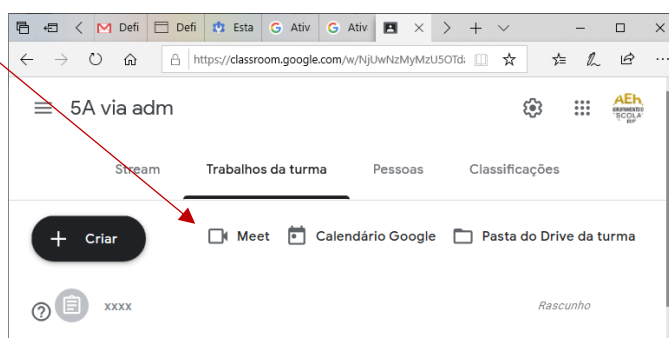 Defi Defi Esta Ativ Ativ
https://classroom.google.com/w/NjUwNzMyMzU5OTd
5A via adm
AEh
Stream Trabalhos da turma Pessoas Classificações
+ Criar Meet Calendário Google Pasta do Drive da turma
xxxx Rascunho